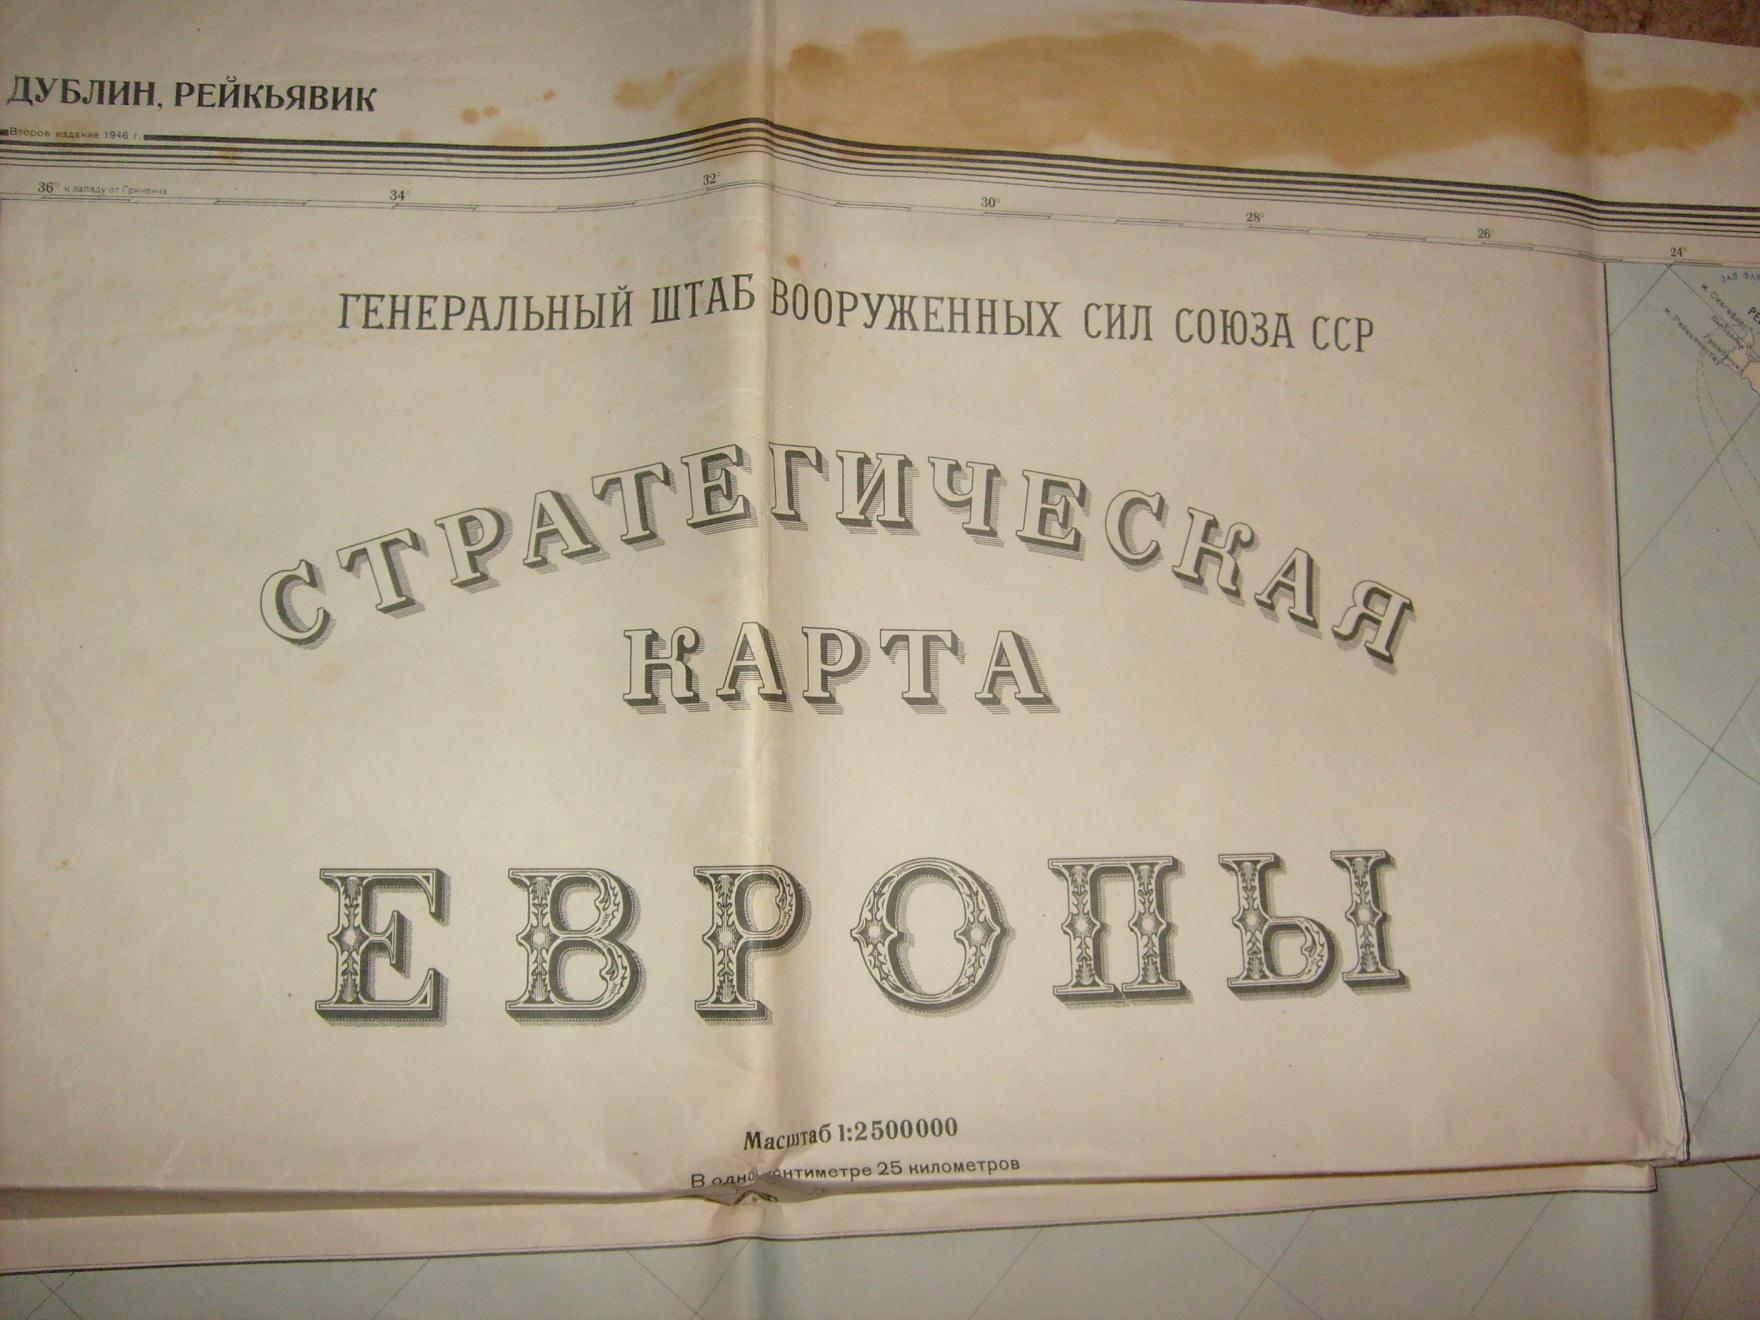 ДУБЛИН, РЕЙКЬЯВИК
Второе издание 1946 г.
36° к западу от Гринвича 34° 32° 30° 28° 26° 24°
ГЕНЕРАЛЬНЫЙ ШТАБ ВООРУЖЕННЫХ СИЛ СОЮЗА ССР
СТРАТЕГИЧЕСКАЯ
КАРТА
ЕВРОПЫ
Масштаб 1:2500000
В 25 километров